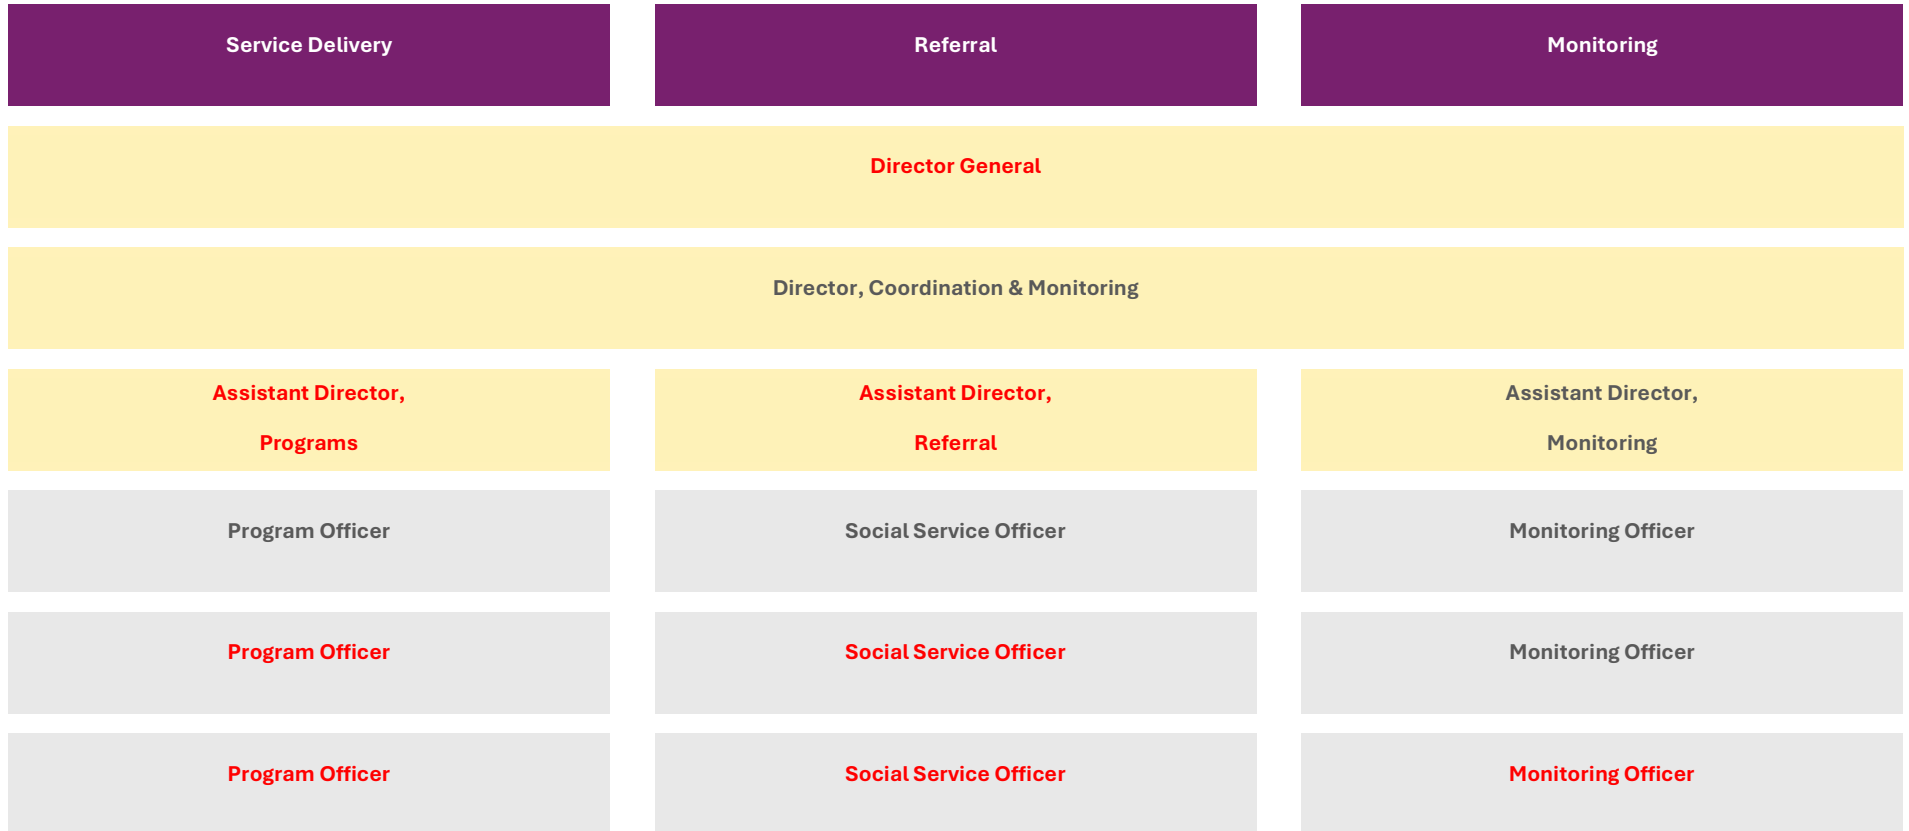 Service Delivery
Referral
Monitoring
Director General
Director, Coordination & Monitoring
Assistant Director,
Programs
Assistant Director,
Referral
Assistant Director,
Monitoring
Program Officer
Social Service Officer
Monitoring Officer
Program Officer
Social Service Officer
Monitoring Officer
Program Officer
Social Service Officer
Monitoring Officer